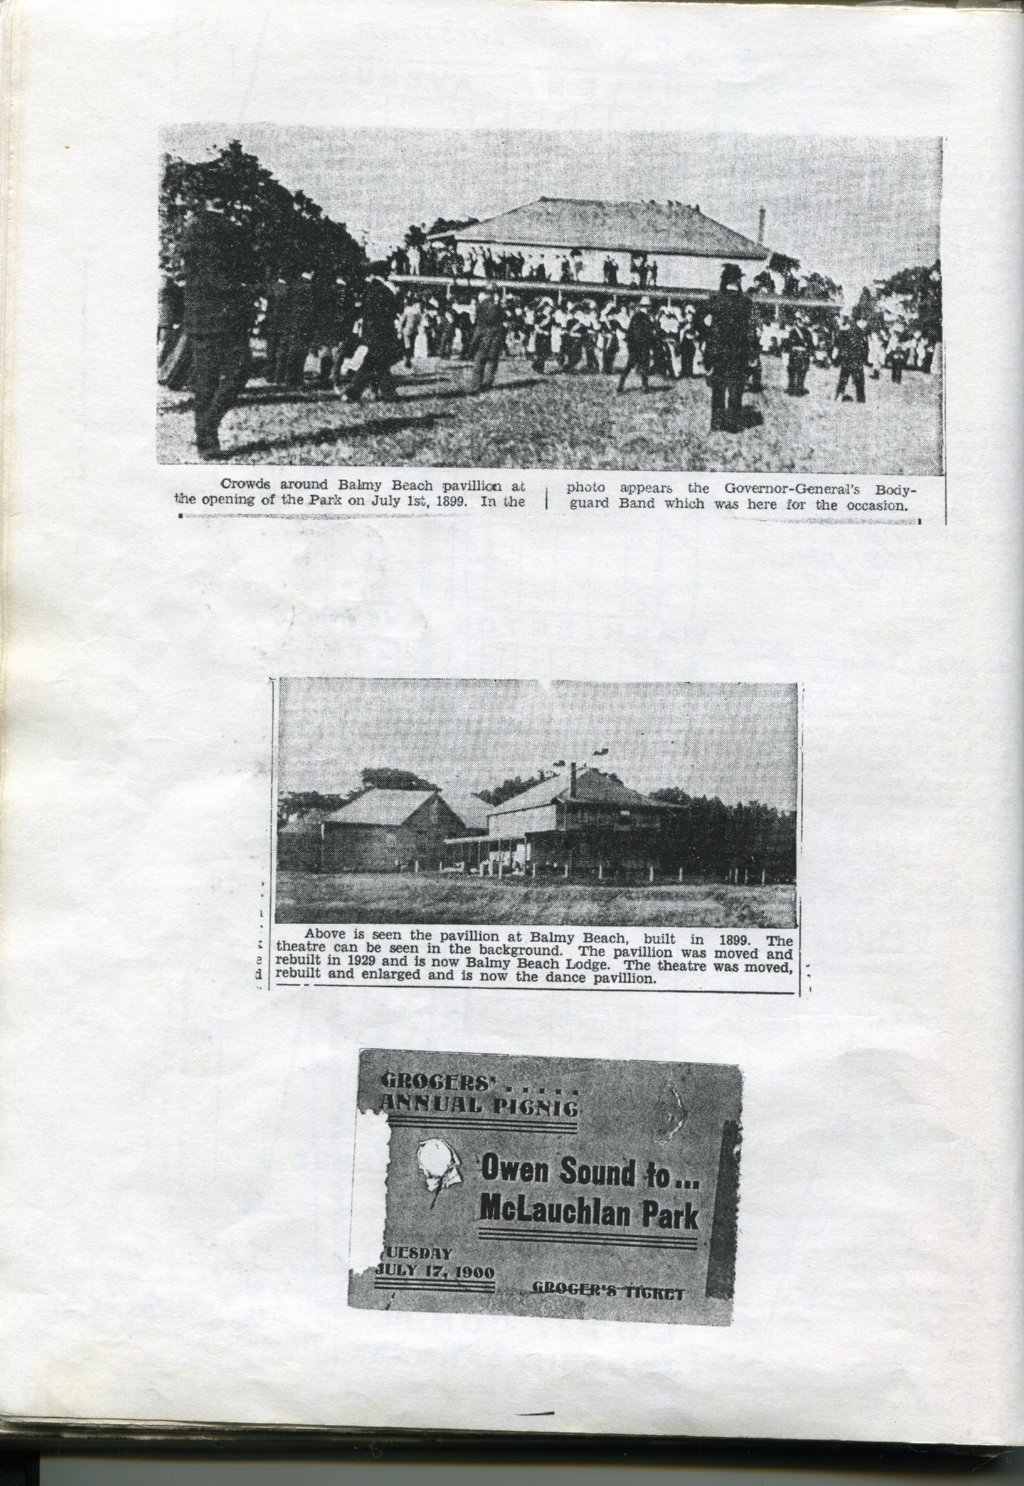 Crowds around Balmy Beach pavillion at
the opening of the Park on July 1st, 1899. In the
photo appears the Governor-General's Body-
guard Band which was here for the occasion.
Above is seen the pavillion at Balmy Beach, built in 1899. The
theatre can be seen in the background. The pavillion was moved and
rebuilt in 1929 and is now Balmy Beach Lodge. The theatre was moved,
rebuilt and enlarged and is now the dance pavillion.
e
d
GROCERS' . . . . .
ANNUAL PICNIC
Owen Sound to...
McLauchlan Park
UESDAY
JULY 17, 1900
GROCER'S TICKET